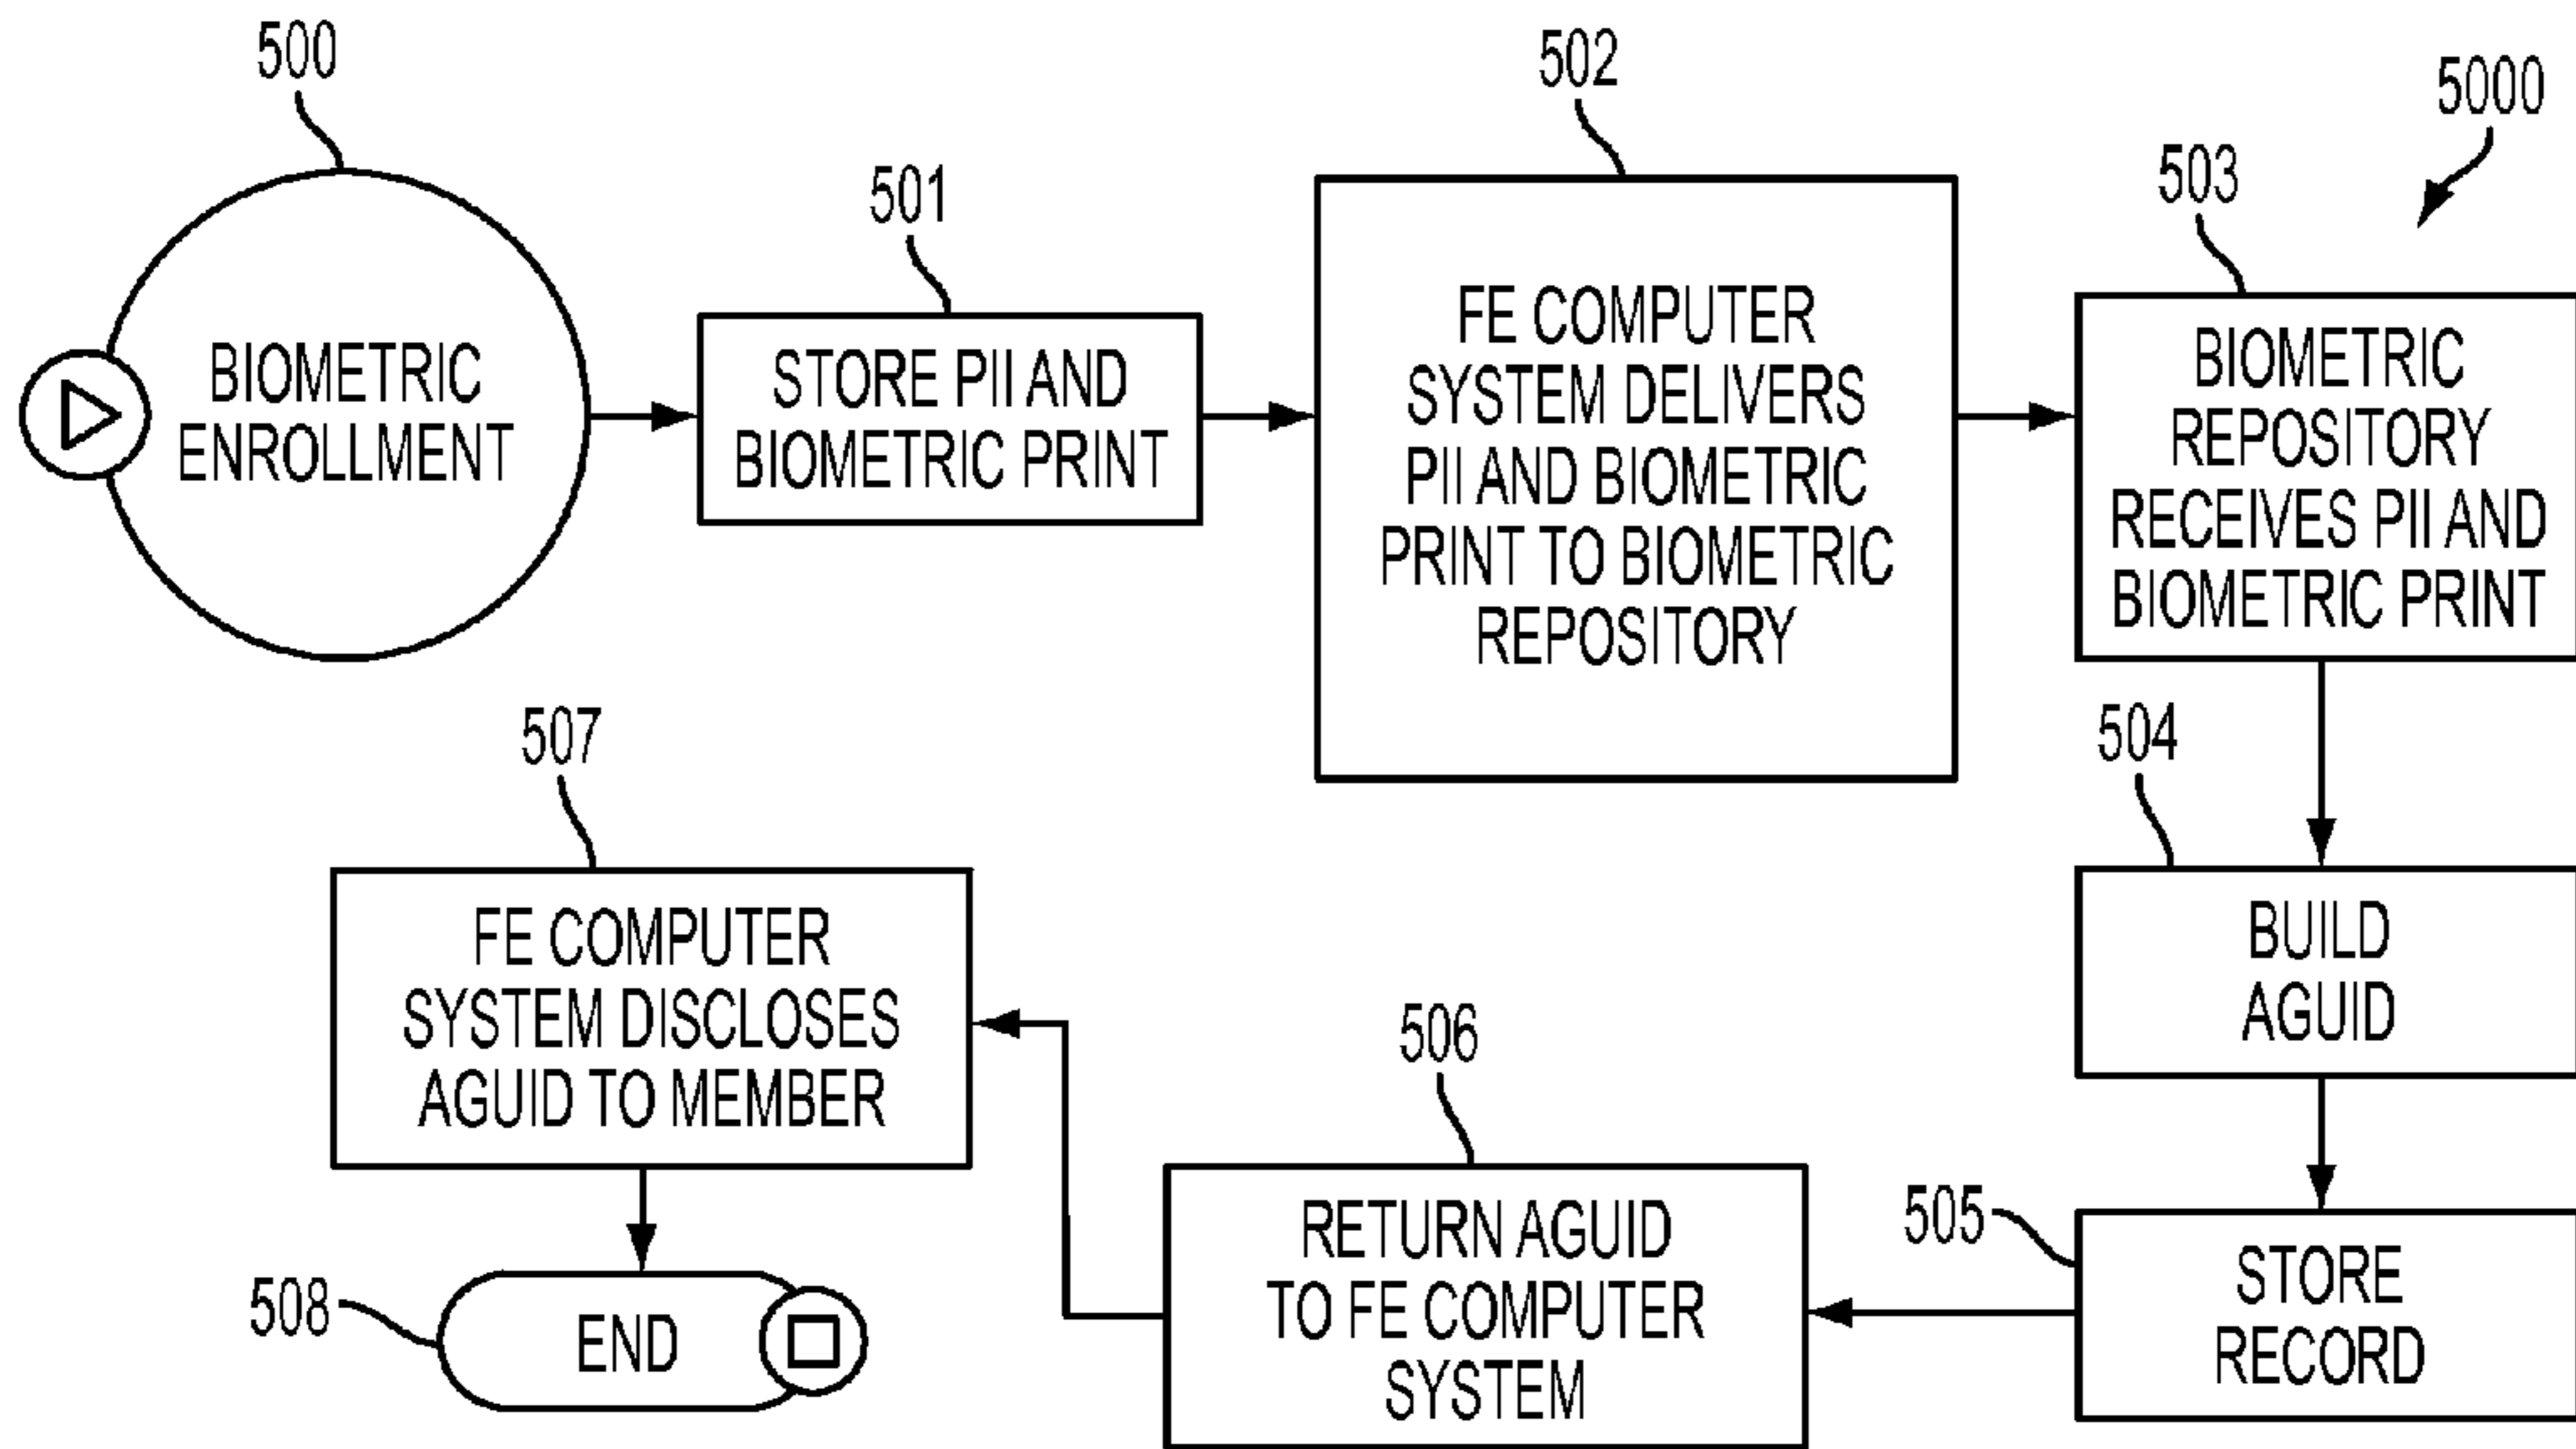 500
BIOMETRIC
ENROLLMENT
501
STORE PII AND
BIOMETRIC PRINT
502
FE COMPUTER
SYSTEM DELIVERS
PII AND BIOMETRIC
PRINT TO BIOMETRIC
REPOSITORY
5000
503
BIOMETRIC
REPOSITORY
RECEIVES PII AND
BIOMETRIC PRINT
504
BUILD
AGUID
505
STORE
RECORD
506
RETURN AGUID
TO FE COMPUTER
SYSTEM
507
FE COMPUTER
SYSTEM DISCLOSES
AGUID TO MEMBER
508
END